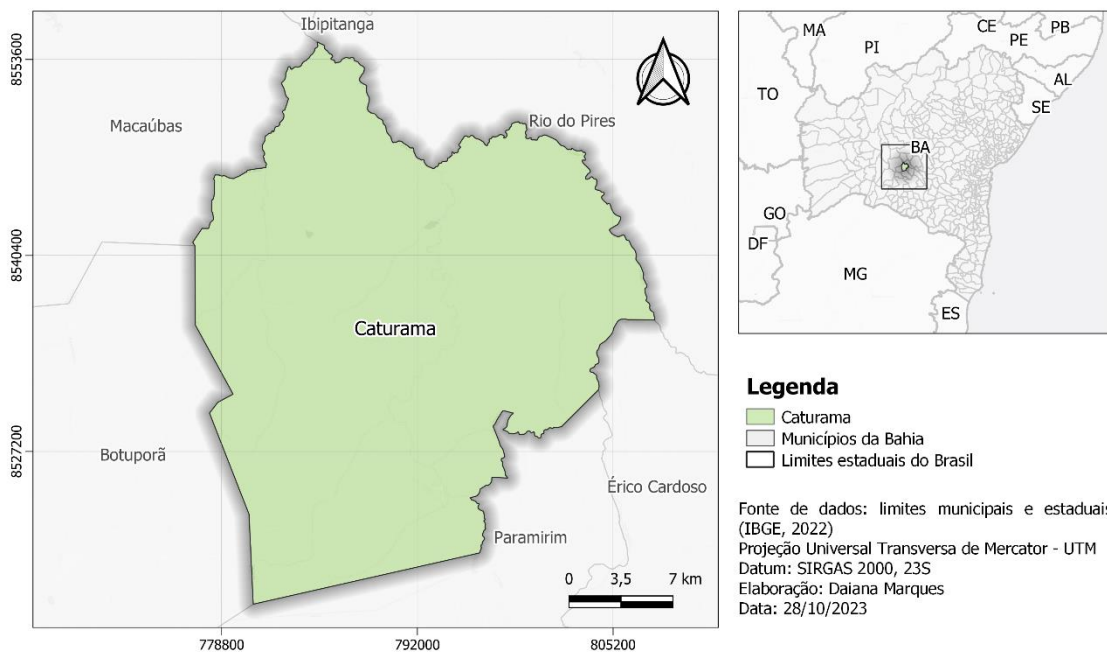 Ibipitanga
Macaúbas
Rio do Pires
Caturama
Botuporã
Érico Cardoso
Paramirim
0 3,5 7 km
8553600
8540400
8527200
778800 792000 805200
MA
PI
CE
PB
PE
AL
TO
SE
BA
GO
DF
MG
ES
Legenda
Caturama
Municípios da Bahia
Limites estaduais do Brasil
Fonte de dados: limites municipais e estaduais
(IBGE, 2022)
Projeção Universal Transversa de Mercator - UTM
Datum: SIRGAS 2000, 23S
Elaboração: Daiana Marques
Data: 28/10/2023